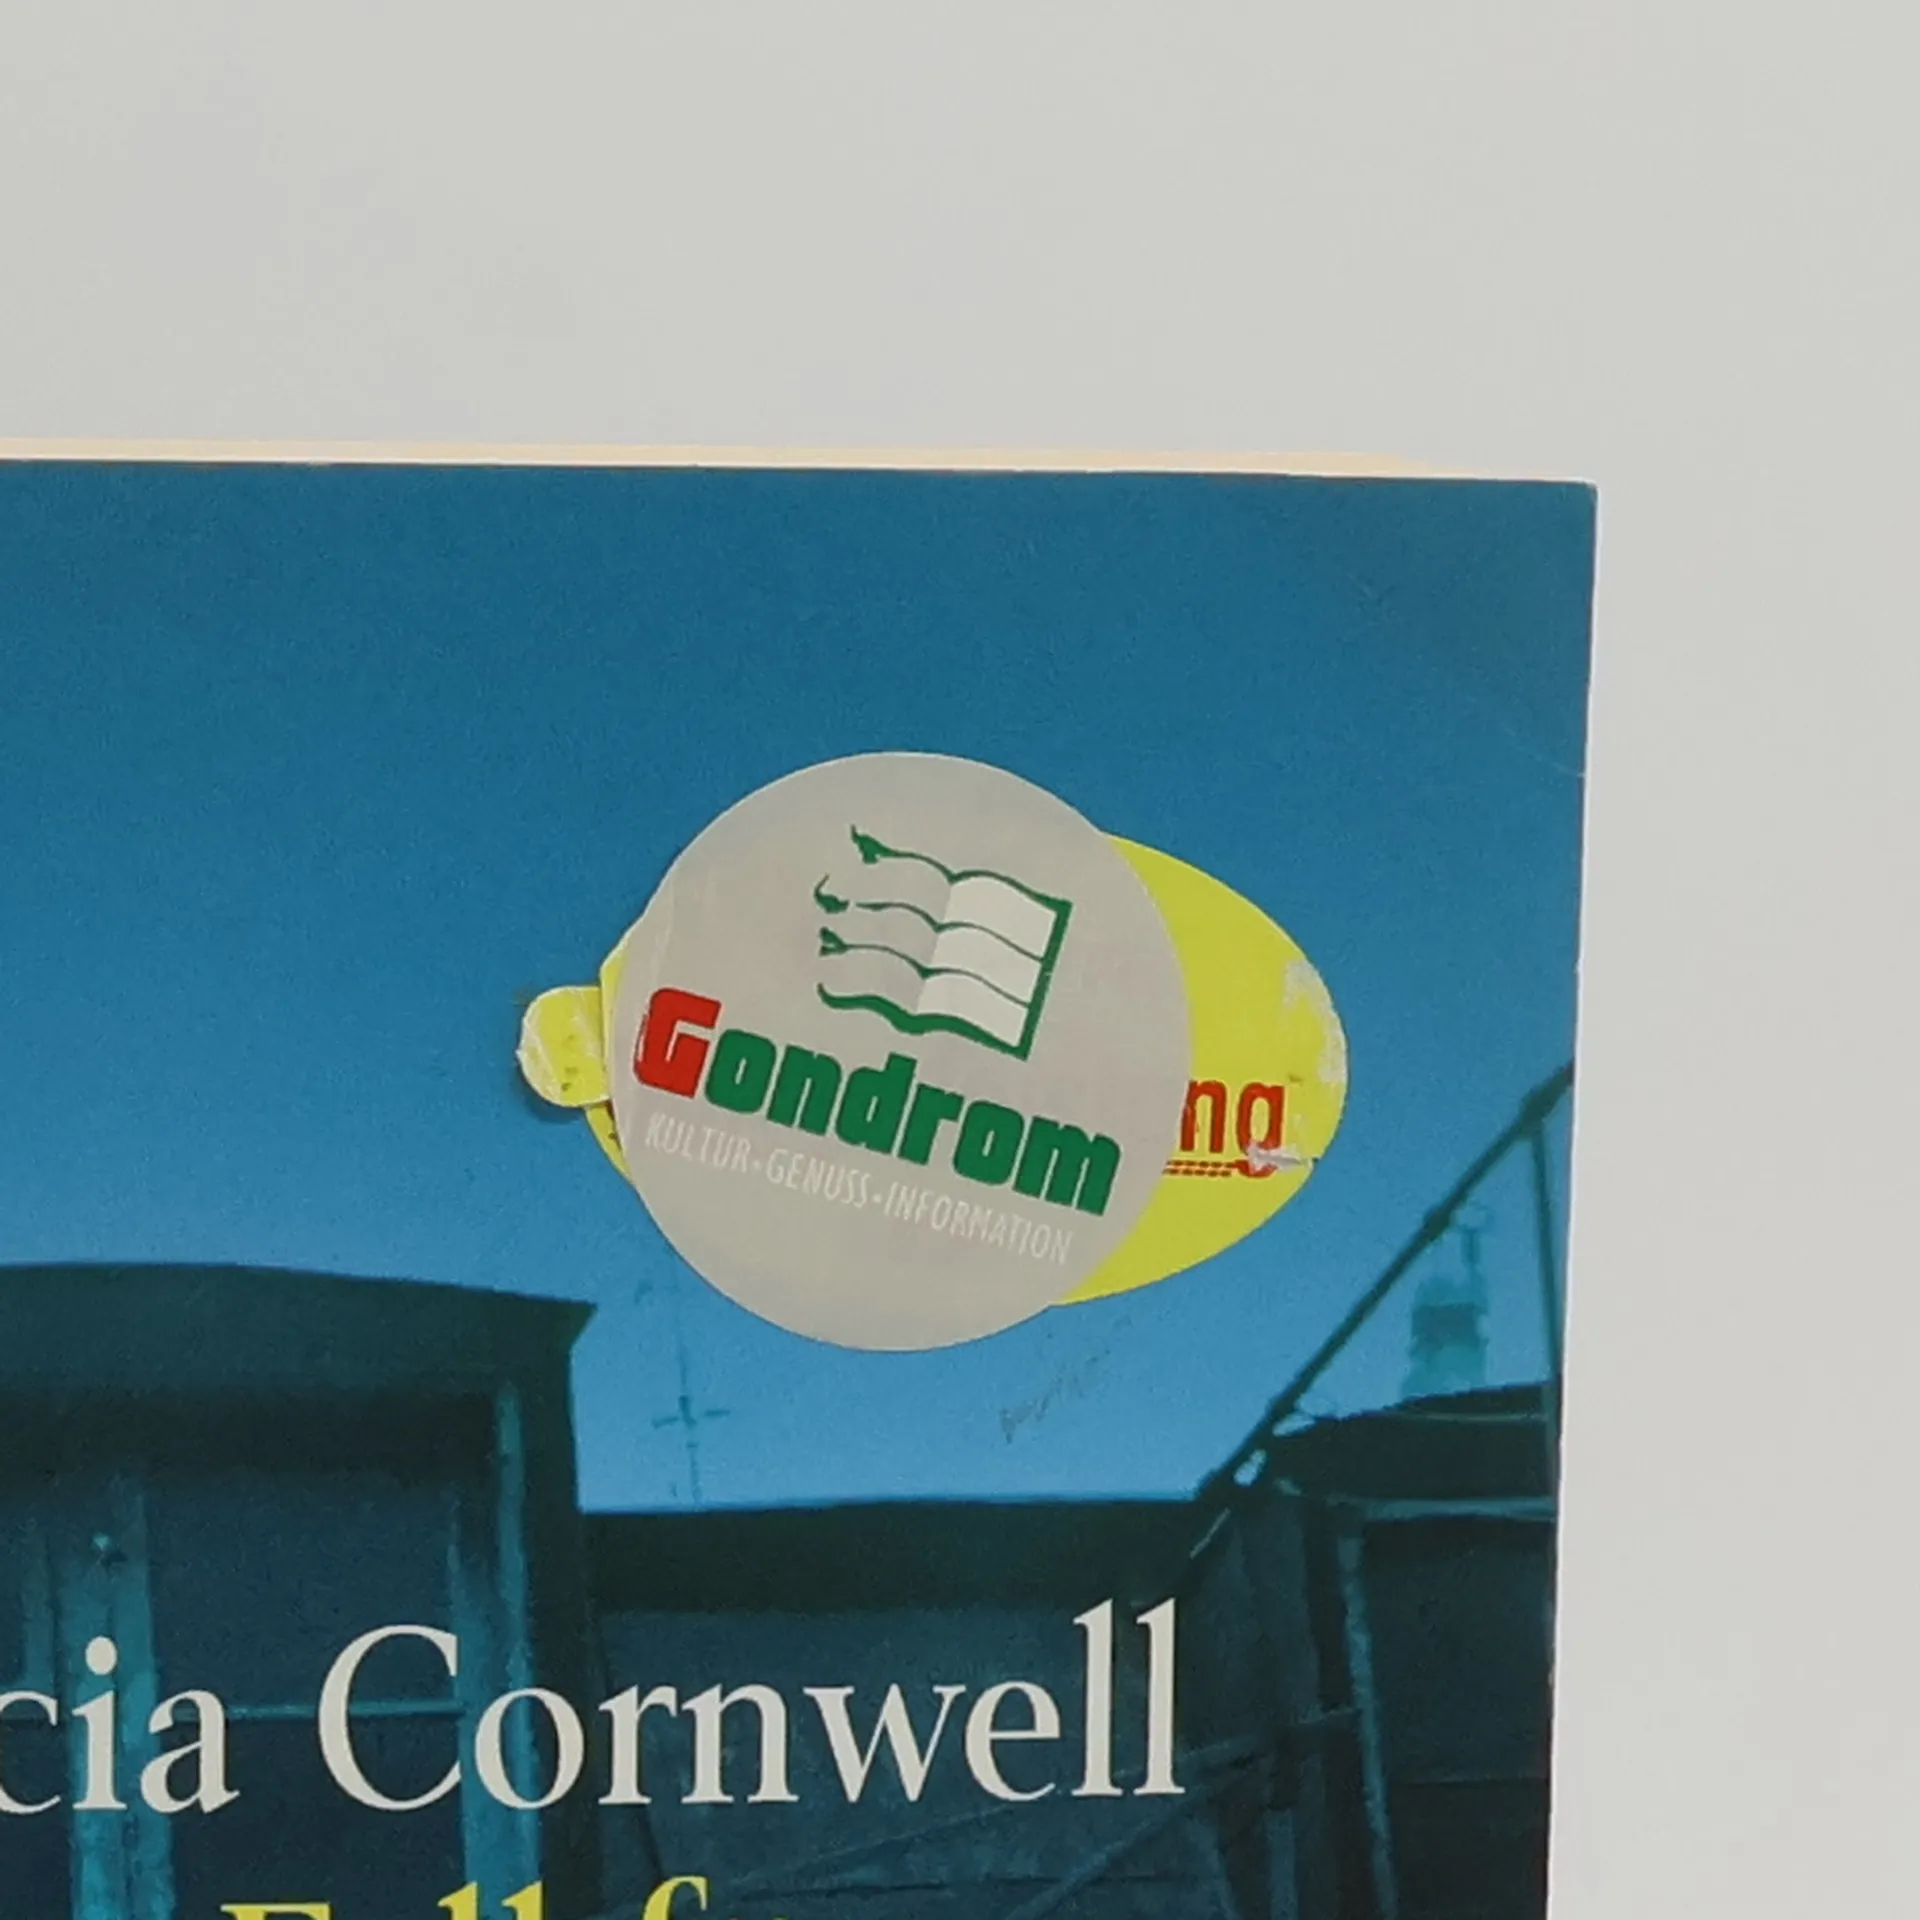 Gondrom
KULTUR·GENUSS·INFORMATION
ng
cia Cornwell